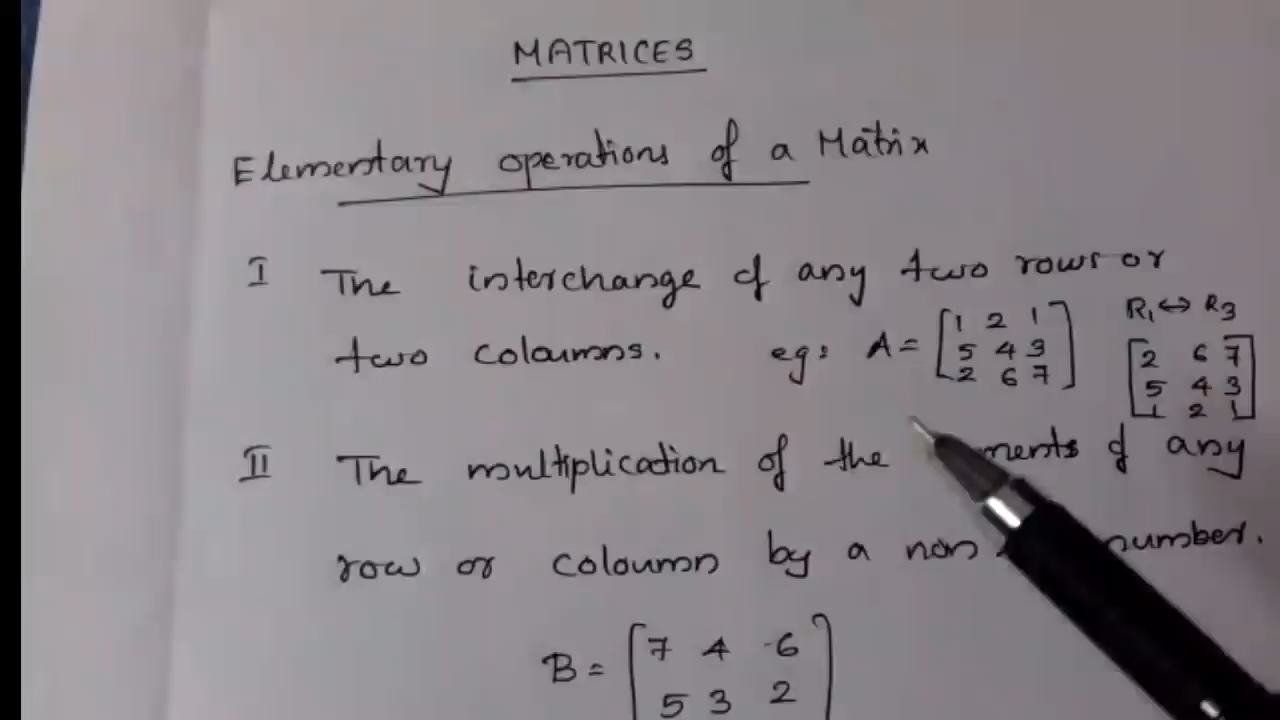 MATRICES
Elementary operations of a Matrix
I The interchange of any two rows or
two coloumns. eg: A = [1 2 1 R1 ↔ R3
5 4 3 [2 6 7
2 6 7] 5 4 3
1 2 1]
II The multiplication of the ments of any
row or coloumn by a non number.
B = [7 4 -6
5 3 2